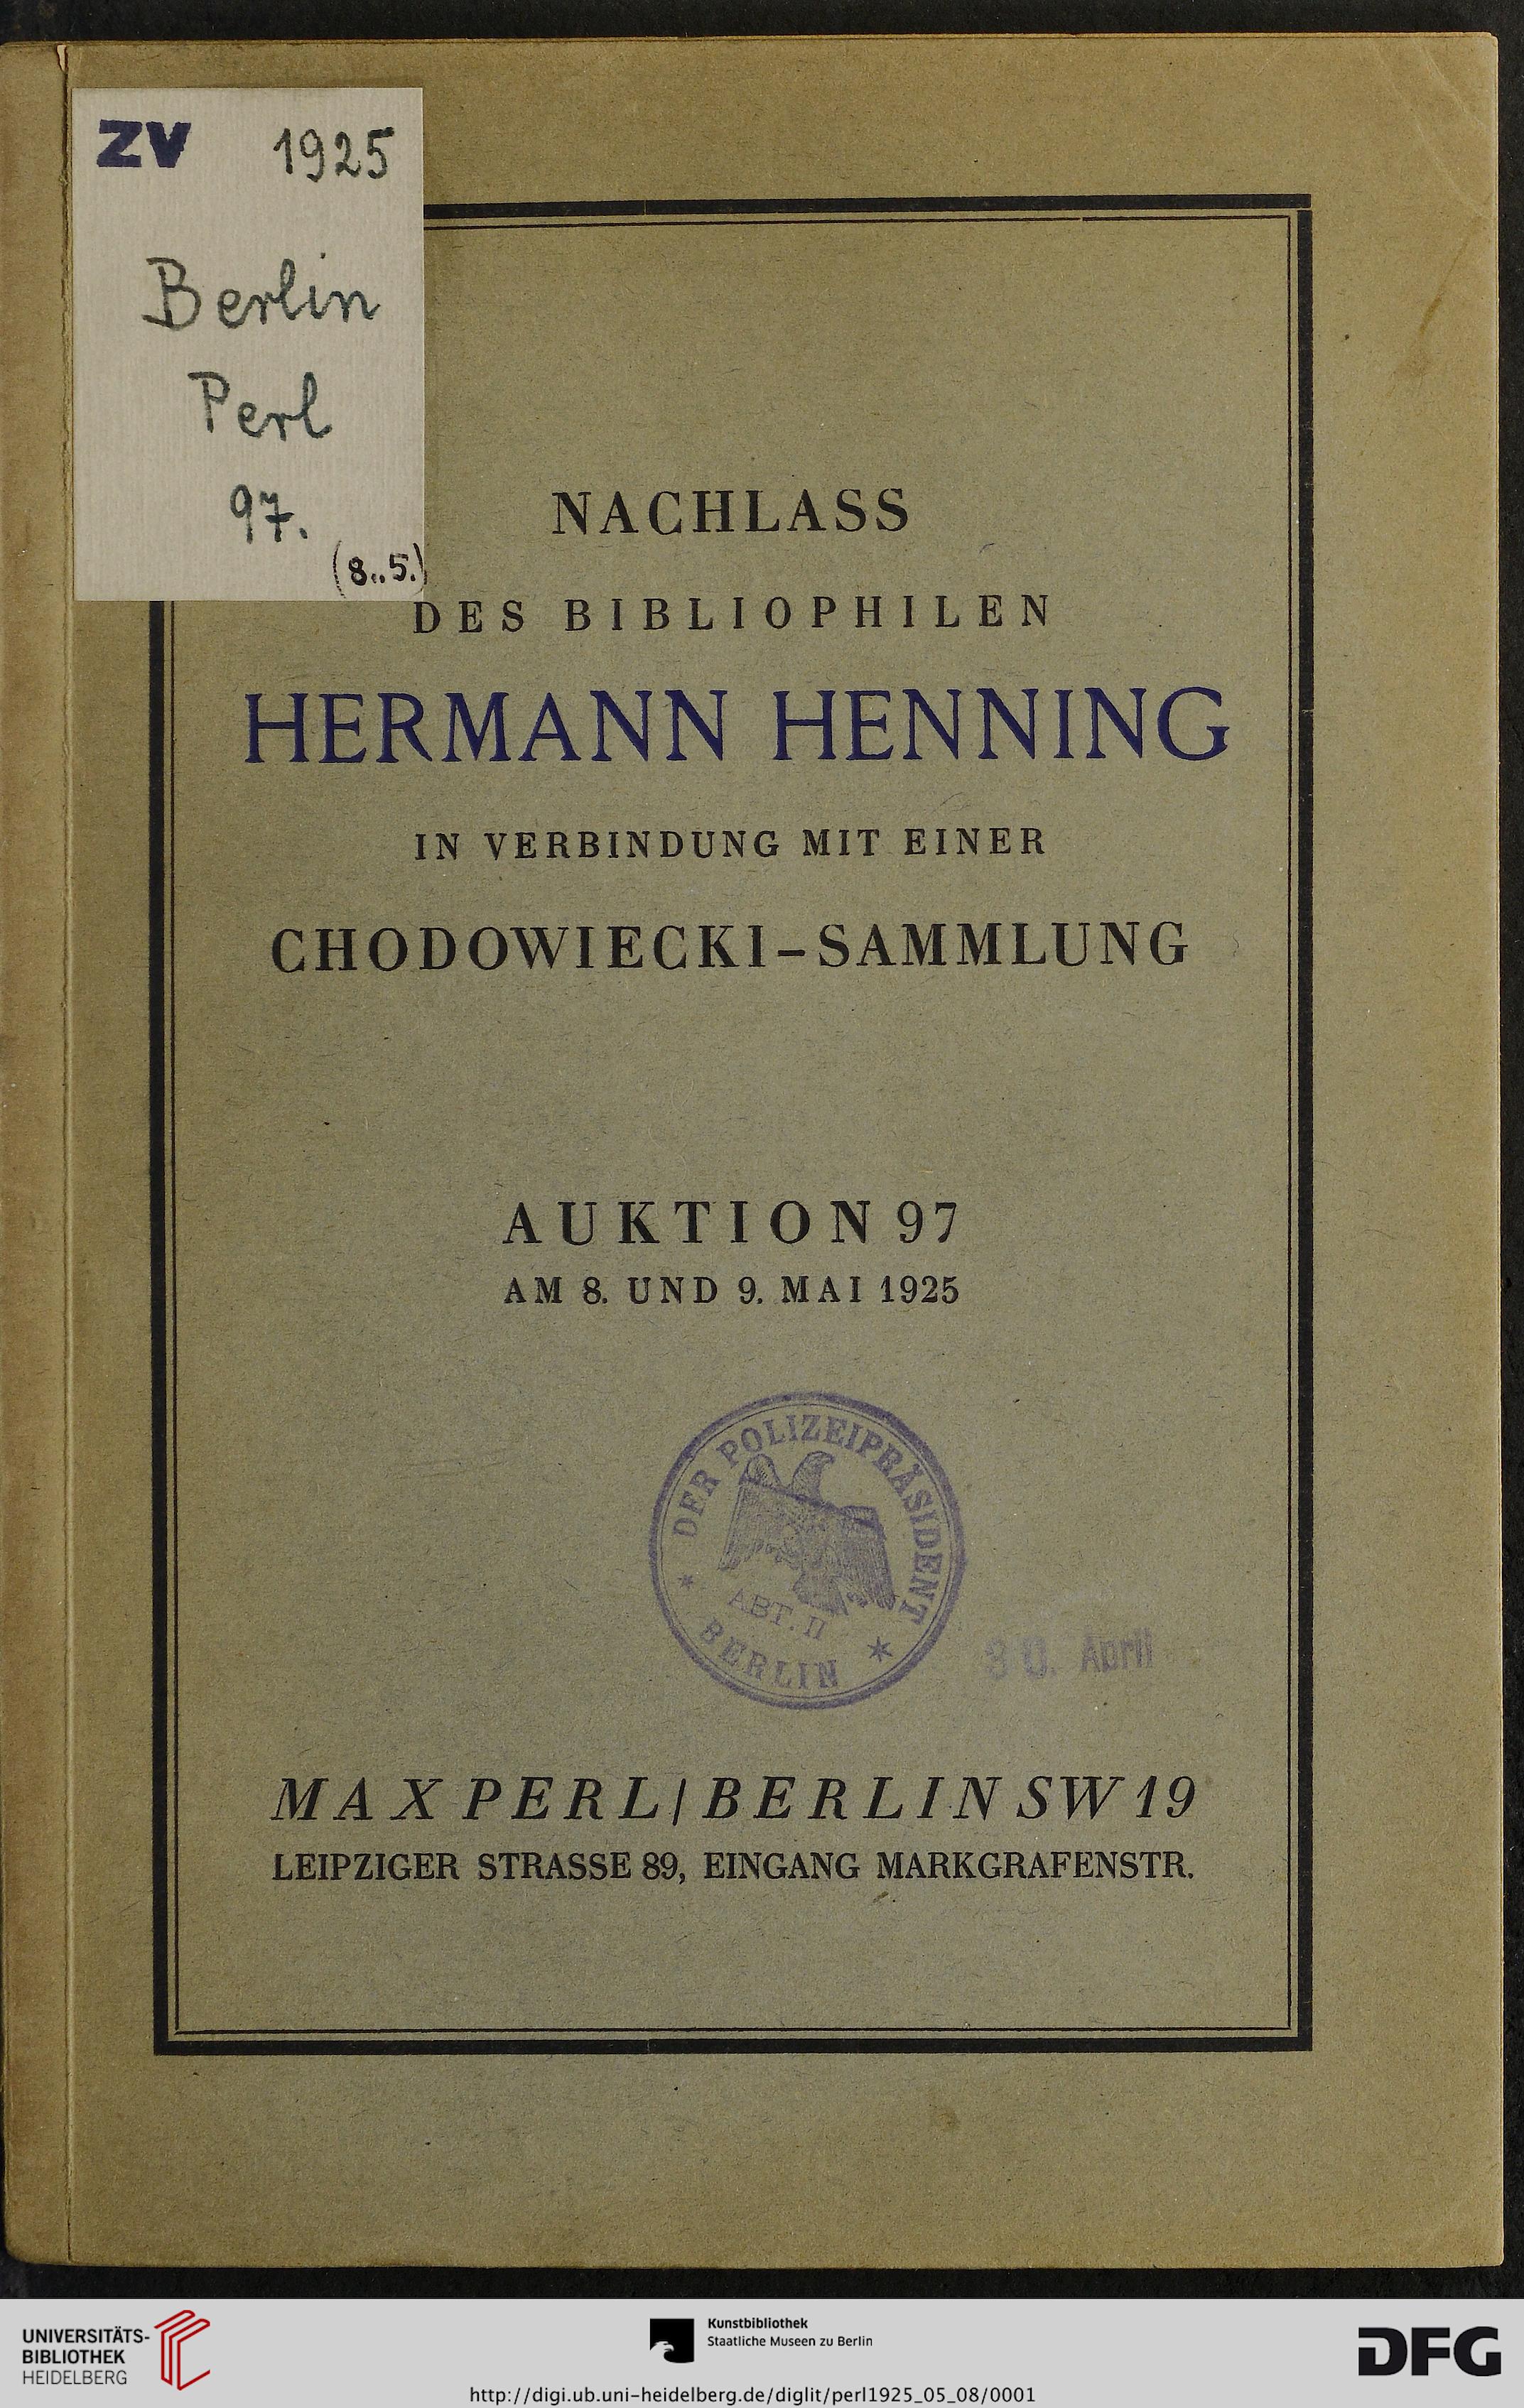 ZV 1925
Berlin
Perl
97.
(8..5.)
NACHLASS
DES BIBLIOPHILEN
HERMANN HENNING
IN VERBINDUNG MIT EINER
CHODOWIECKI-SAMMLUNG
AUKTION 97
AM 8. UND 9. MAI 1925
DER POLIZEIPRÄSIDENT
ABT. II
* BERLIN *
30. April
MAX PERL/BERLIN SW 19
LEIPZIGER STRASSE 89, EINGANG MARKGRAFENSTR.
UNIVERSITÄTS-
BIBLIOTHEK
HEIDELBERG
Kunstbibliothek
Staatliche Museen zu Berlin
DFG
http://digi.ub.uni-heidelberg.de/diglit/perl1925_05_08/0001